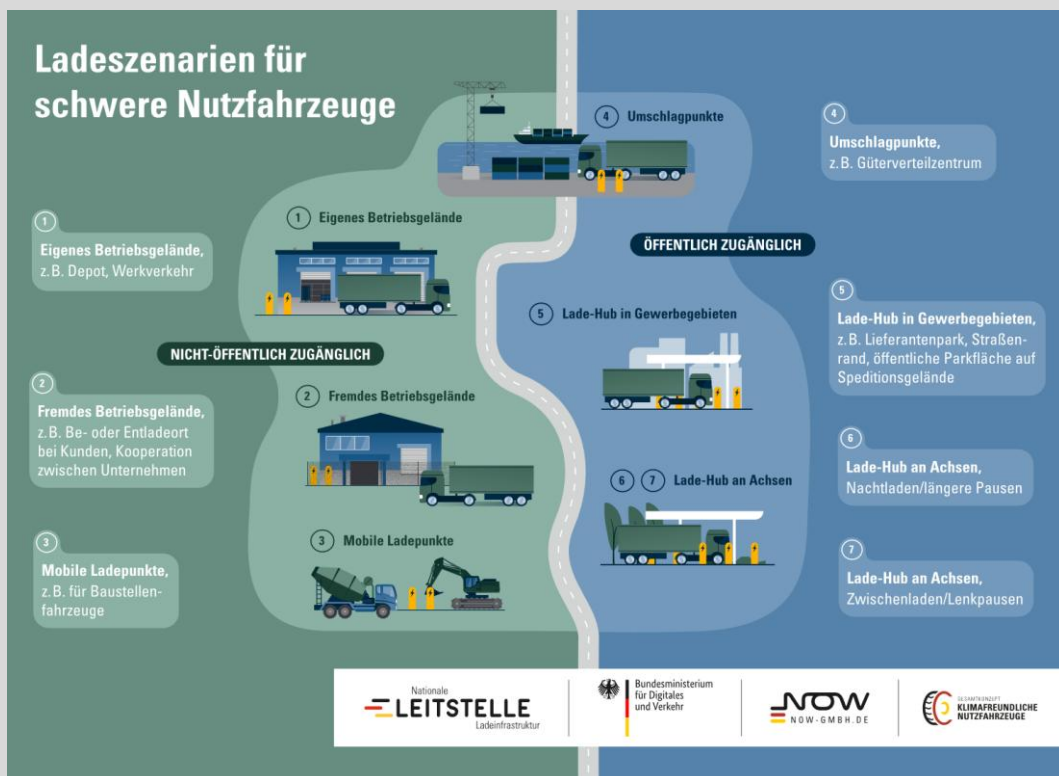 Ladeszenarien für
schwere Nutzfahrzeuge
4 Umschlagpunkte
4
Umschlagpunkte,
z. B. Güterverteilzentrum
1
Eigenes Betriebsgelände,
z. B. Depot, Werkverkehr
1 Eigenes Betriebsgelände
ÖFFENTLICH ZUGÄNGLICH
5 Lade-Hub in Gewerbegebieten
5
Lade-Hub in Gewerbegebieten,
z. B. Lieferantenpark, Straßen-
rand, öffentliche Parkfläche auf
Speditionsgelände
NICHT-ÖFFENTLICH ZUGÄNGLICH
2
Fremdes Betriebsgelände,
z. B. Be- oder Entladeort
bei Kunden, Kooperation
zwischen Unternehmen
2 Fremdes Betriebsgelände
6 7 Lade-Hub an Achsen
6
Lade-Hub an Achsen,
Nachtladen/längere Pausen
3
Mobile Ladepunkte,
z. B. für Baustellen-
fahrzeuge
3 Mobile Ladepunkte
7
Lade-Hub an Achsen,
Zwischenladen/Lenkpausen
Nationale
LEITSTELLE
Ladeinfrastruktur
Bundesministerium
für Digitales
und Verkehr
NOW
NOW-GMBH.DE
GESAMTKONZEPT
KLIMAFREUNDLICHE
NUTZFAHRZEUGE